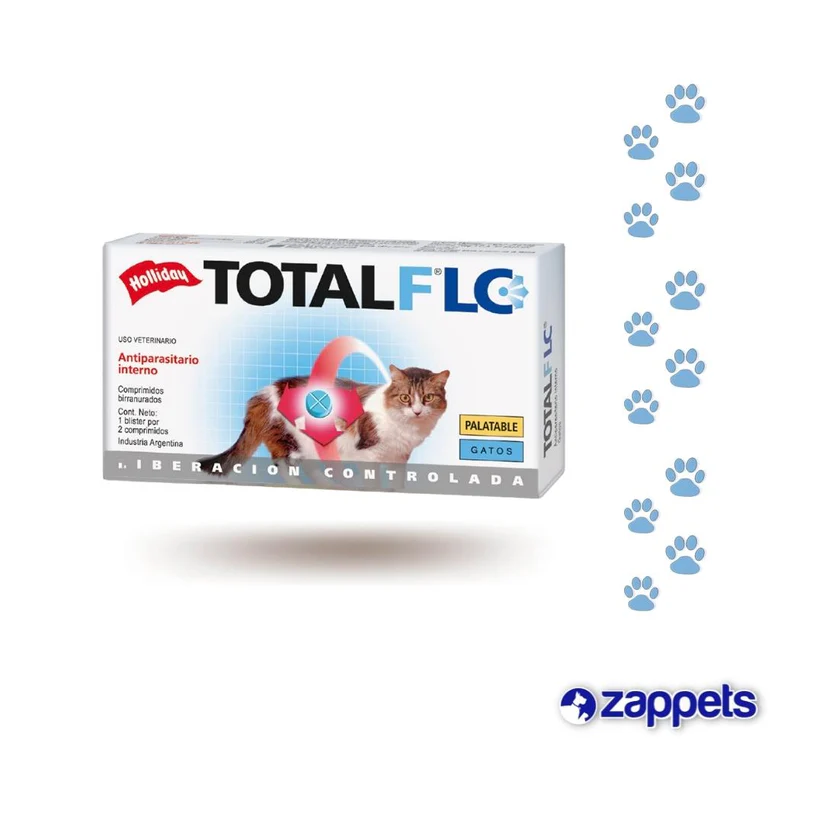 Holliday
TOTAL F® LC
USO VETERINARIO
Antiparasitario
interno
Comprimidos
birranurados
Cont. Neto:
1 blister por
2 comprimidos
Industria Argentina
PALATABLE
GATOS
LIBERACION CONTROLADA
TOTAL F LC®
zappets